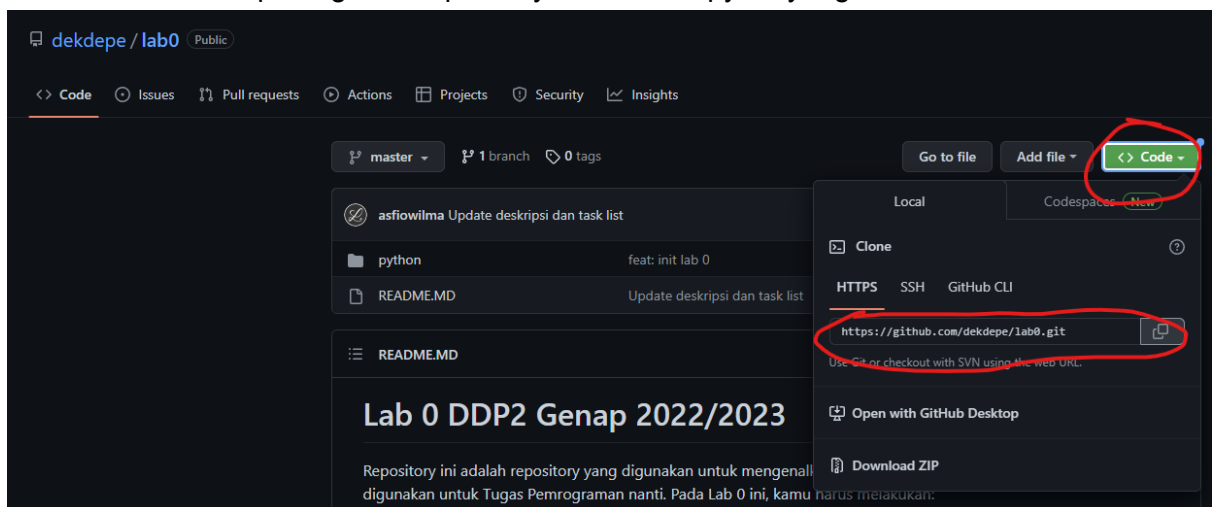 dekdepe / lab0 Public
<> Code Issues Pull requests Actions Projects Security Insights
master 1 branch 0 tags Go to file Add file <> Code
Local Codespaces New
asfiowilma Update deskripsi dan task list
Clone
python feat: init lab 0
HTTPS SSH GitHub CLI
README.MD Update deskripsi dan task list
https://github.com/dekdepe/lab0.git
README.MD
Use Git or checkout with SVN using the web URL.
Lab 0 DDP2 Genap 2022/2023
Open with GitHub Desktop
Repository ini adalah repository yang digunakan untuk
Download ZIP
digunakan untuk Tugas Pemrograman nanti. Pada Lab 0 ini, kamu harus melakukan: